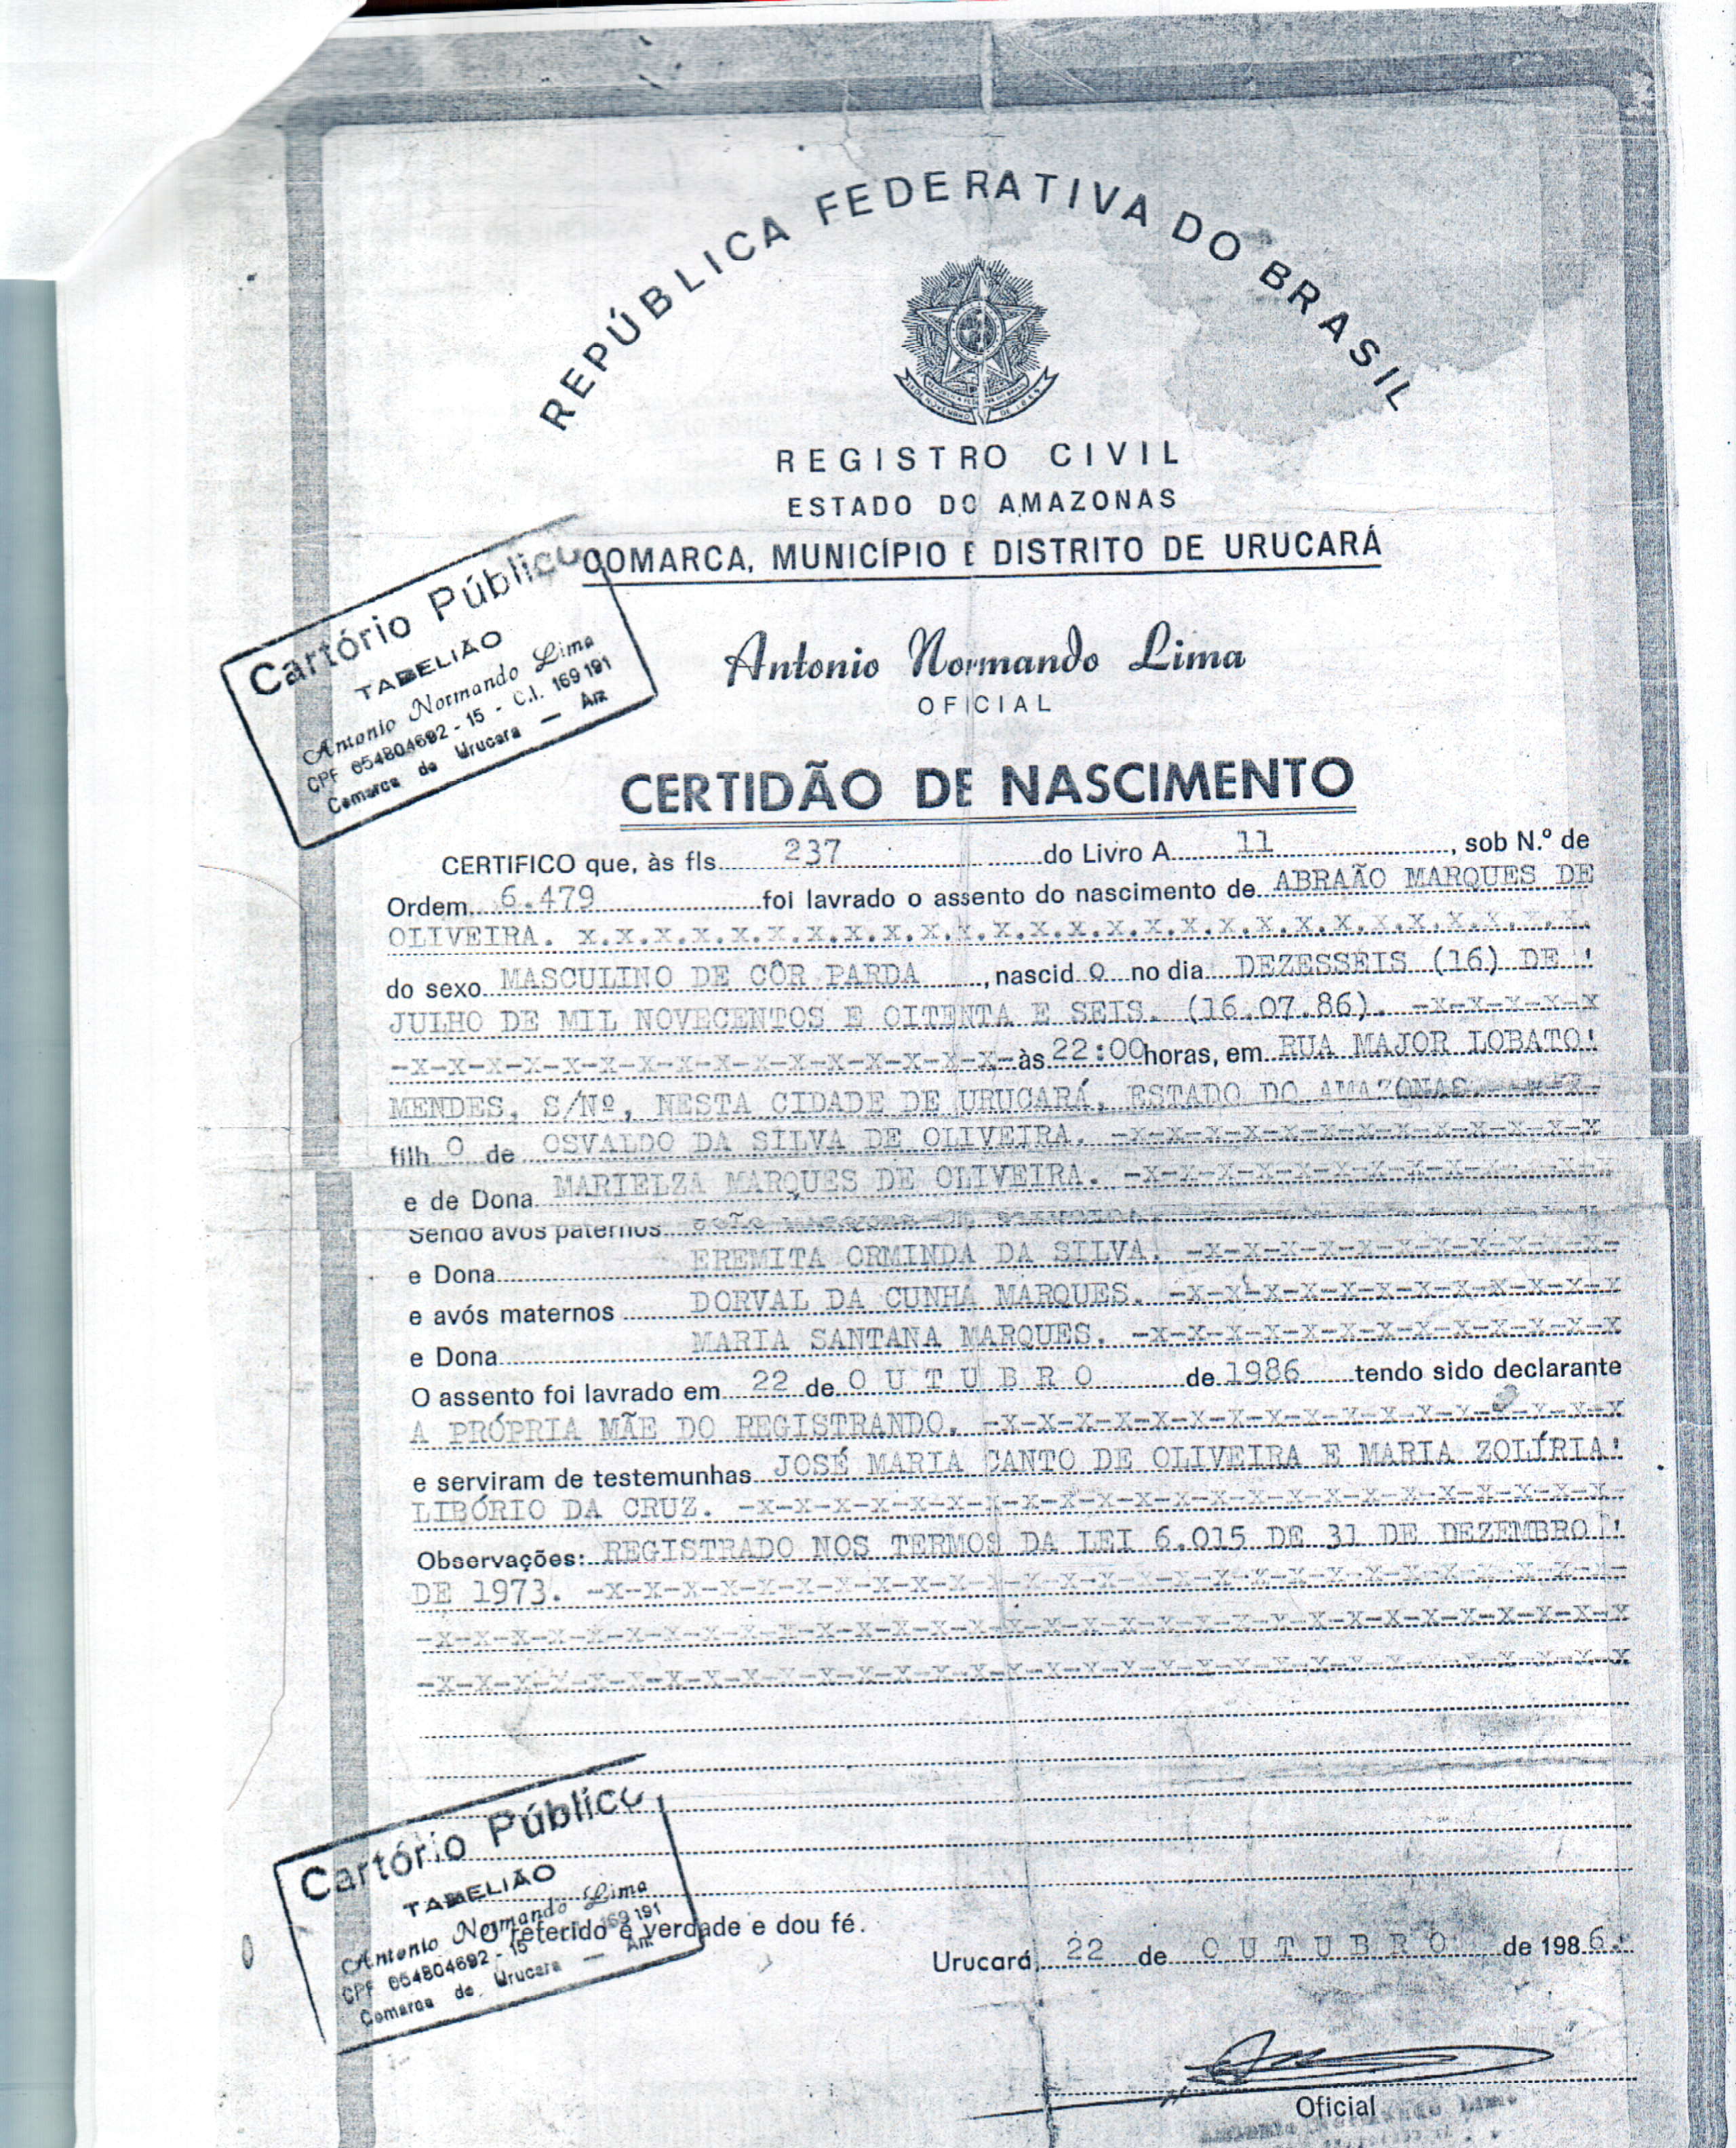 REPÚBLICA FEDERATIVA DO BRASIL
REGISTRO CIVIL
ESTADO DO AMAZONAS
COMARCA, MUNICÍPIO E DISTRITO DE URUCARÁ
Cartório Público
TABELIÃO
Antonio Normando Lima
CPF 054804692-15 - C.I. 169191
Comarca de Urucara — Am
Antonio Normando Lima
OFICIAL
CERTIDÃO DE NASCIMENTO
CERTIFICO que, às fls 237 do Livro A 11, sob N.º de
Ordem 6.479 foi lavrado o assento do nascimento de ABRAÃO MARQUES DE
OLIVEIRA. x.x.x.x.x.x.x.x.x.x.x.x.x.x.x.x.x.x.x.x.x.x.x.x.x.x.x.
do sexo MASCULINO DE CÔR PARDA, nascid o no dia DEZESSEIS (16) DE !
JULHO DE MIL NOVECENTOS E OITENTA E SEIS. (16.07.86). -x-x-x-x-x
-x-x-x-x-x-x-x-x-x-x-x-x-x-x-x-x- às 22:00 horas, em RUA MAJOR LOBATO!
MENDES, S/Nº, NESTA CIDADE DE URUCARÁ, ESTADO DO AMAZONAS
filh O de OSVALDO DA SILVA DE OLIVEIRA. -x-x-x-x-x-x-x-x-x-x-x-x-x
e de Dona MARIELZA MARQUES DE OLIVEIRA. -x-x-x-x-x-x-x-x-x-x-x-x-x
Sendo avós paternos
e Dona EREMITA ORMINDA DA SILVA. -x-x-x-x-x-x-x-x-x-x-x-
e avós maternos DORVAL DA CUNHA MARQUES. -x-x-x-x-x-x-x-x-x-x-x-x
e Dona MARIA SANTANA MARQUES. -x-x-x-x-x-x-x-x-x-x-x-x-x
O assento foi lavrado em 22 de O U T U B R O de 1986 tendo sido declarante
A PRÓPRIA MÃE DO REGISTRANDO. -x-x-x-x-x-x-x-x-x-x-x-x-x-x-x-x-x
e serviram de testemunhas JOSÉ MARIA CANTO DE OLIVEIRA E MARIA ZOLÍRIA!
LIBÓRIO DA CRUZ. -x-x-x-x-x-x-x-x-x-x-x-x-x-x-x-x-x-x-x-x-x-x-x-
Observações: REGISTRADO NOS TERMOS DA LEI 6.015 DE 31 DE DEZEMBRO !
DE 1973. -x-x-x-x-x-x-x-x-x-x-x-x-x-x-x-x-x-x-x-x-x-x-x-x-x-x-x-
-x-x-x-x-x-x-x-x-x-x-x-x-x-x-x-x-x-x-x-x-x-x-x-x-x-x-x-x-x-x-x-x
-x-x-x-x-x-x-x-x-x-x-x-x-x-x-x-x-x-x-x-x-x-x-x-x-x-x-x-x-x-x-x-x
Cartório Público
TABELIÃO
Antonio Normando Lima
CPF 054804692-15 169191
Comarca de Urucara — Am
O referido é verdade e dou fé.
Urucará, 22 de O U T U B R O de 1986.
Oficial